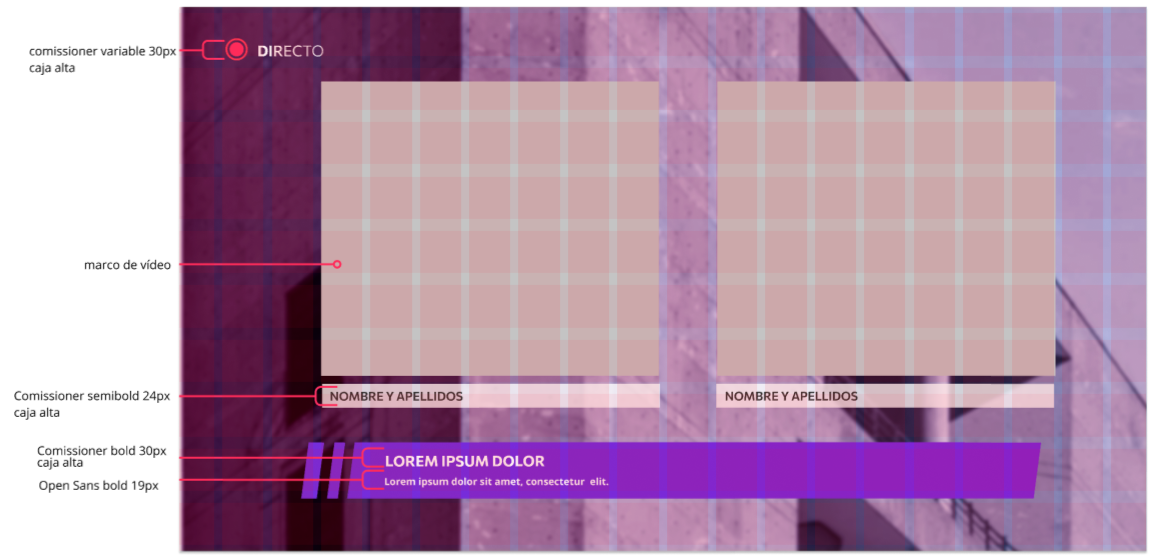 comissioner variable 30px
caja alta
DIRECTO
marco de vídeo
Comissioner semibold 24px
caja alta
NOMBRE Y APELLIDOS
NOMBRE Y APELLIDOS
Comissioner bold 30px
caja alta
LOREM IPSUM DOLOR
Open Sans bold 19px
Lorem ipsum dolor sit amet, consectetur elit.